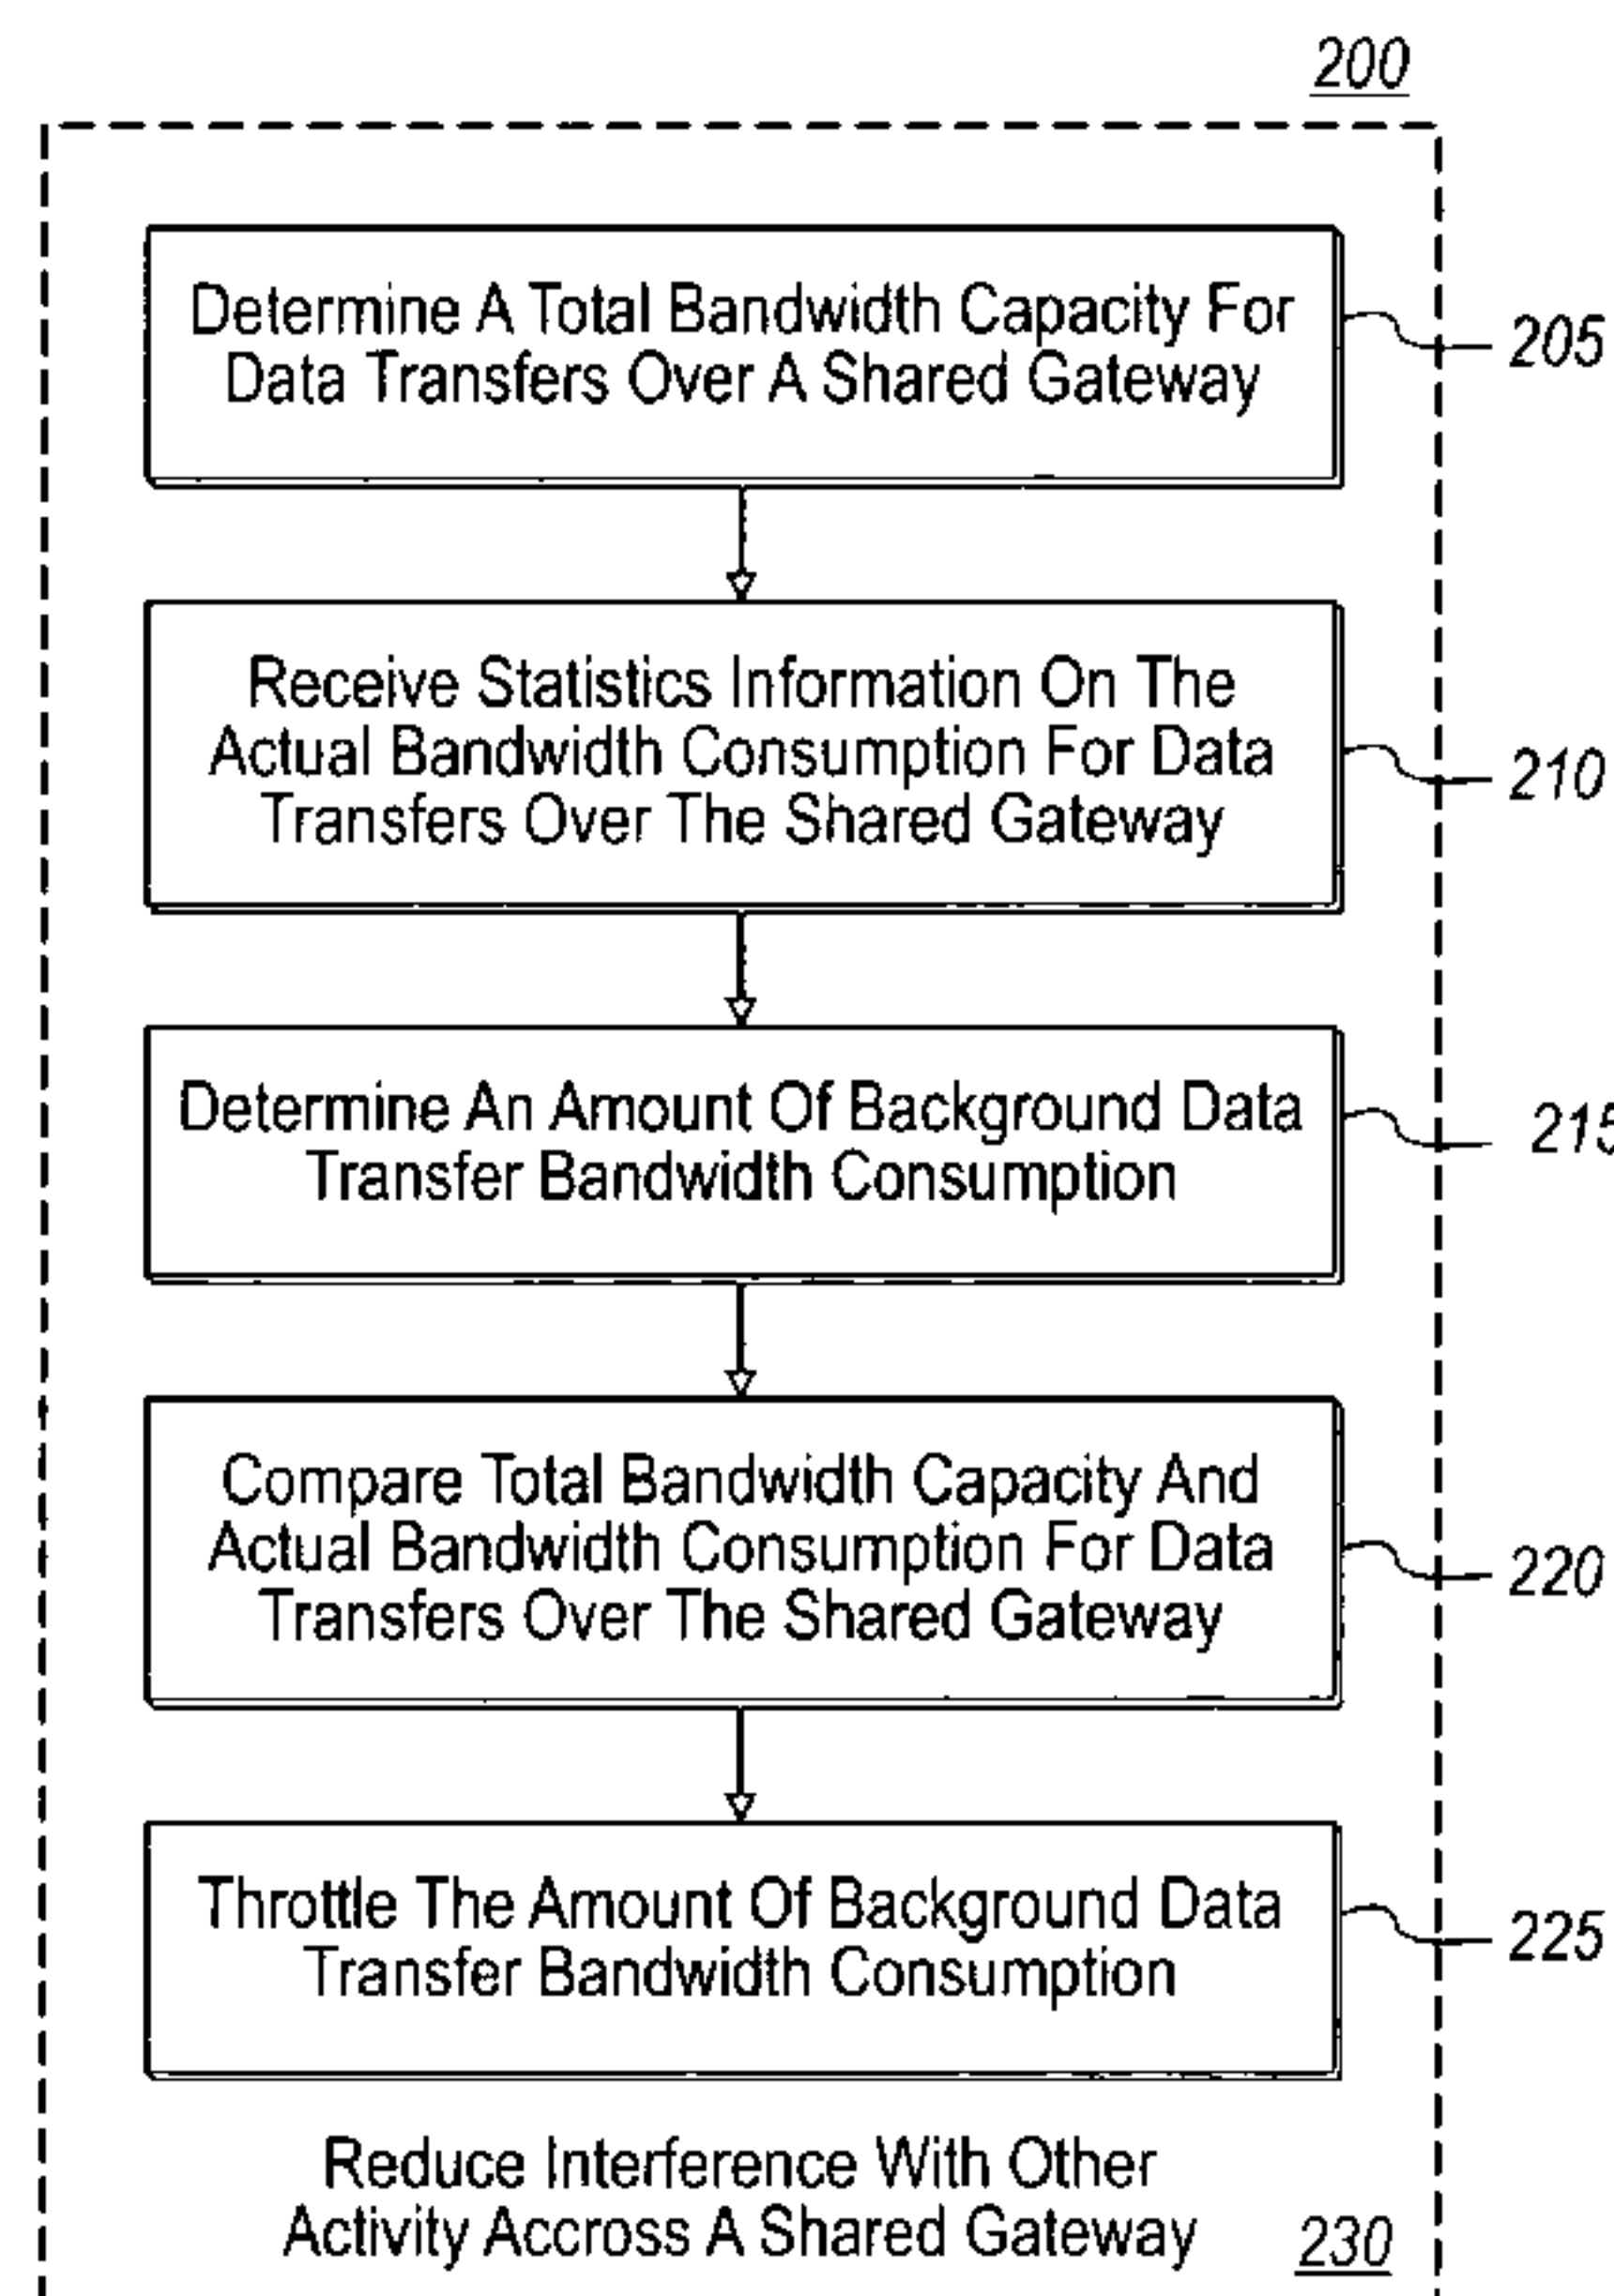 200
Determine A Total Bandwidth Capacity For
Data Transfers Over A Shared Gateway
205
Receive Statistics Information On The
Actual Bandwidth Consumption For Data
Transfers Over The Shared Gateway
210
Determine An Amount Of Background Data
Transfer Bandwidth Consumption
215
Compare Total Bandwidth Capacity And
Actual Bandwidth Consumption For Data
Transfers Over The Shared Gateway
220
Throttle The Amount Of Background Data
Transfer Bandwidth Consumption
225
Reduce Interference With Other
Activity Accross A Shared Gateway
230